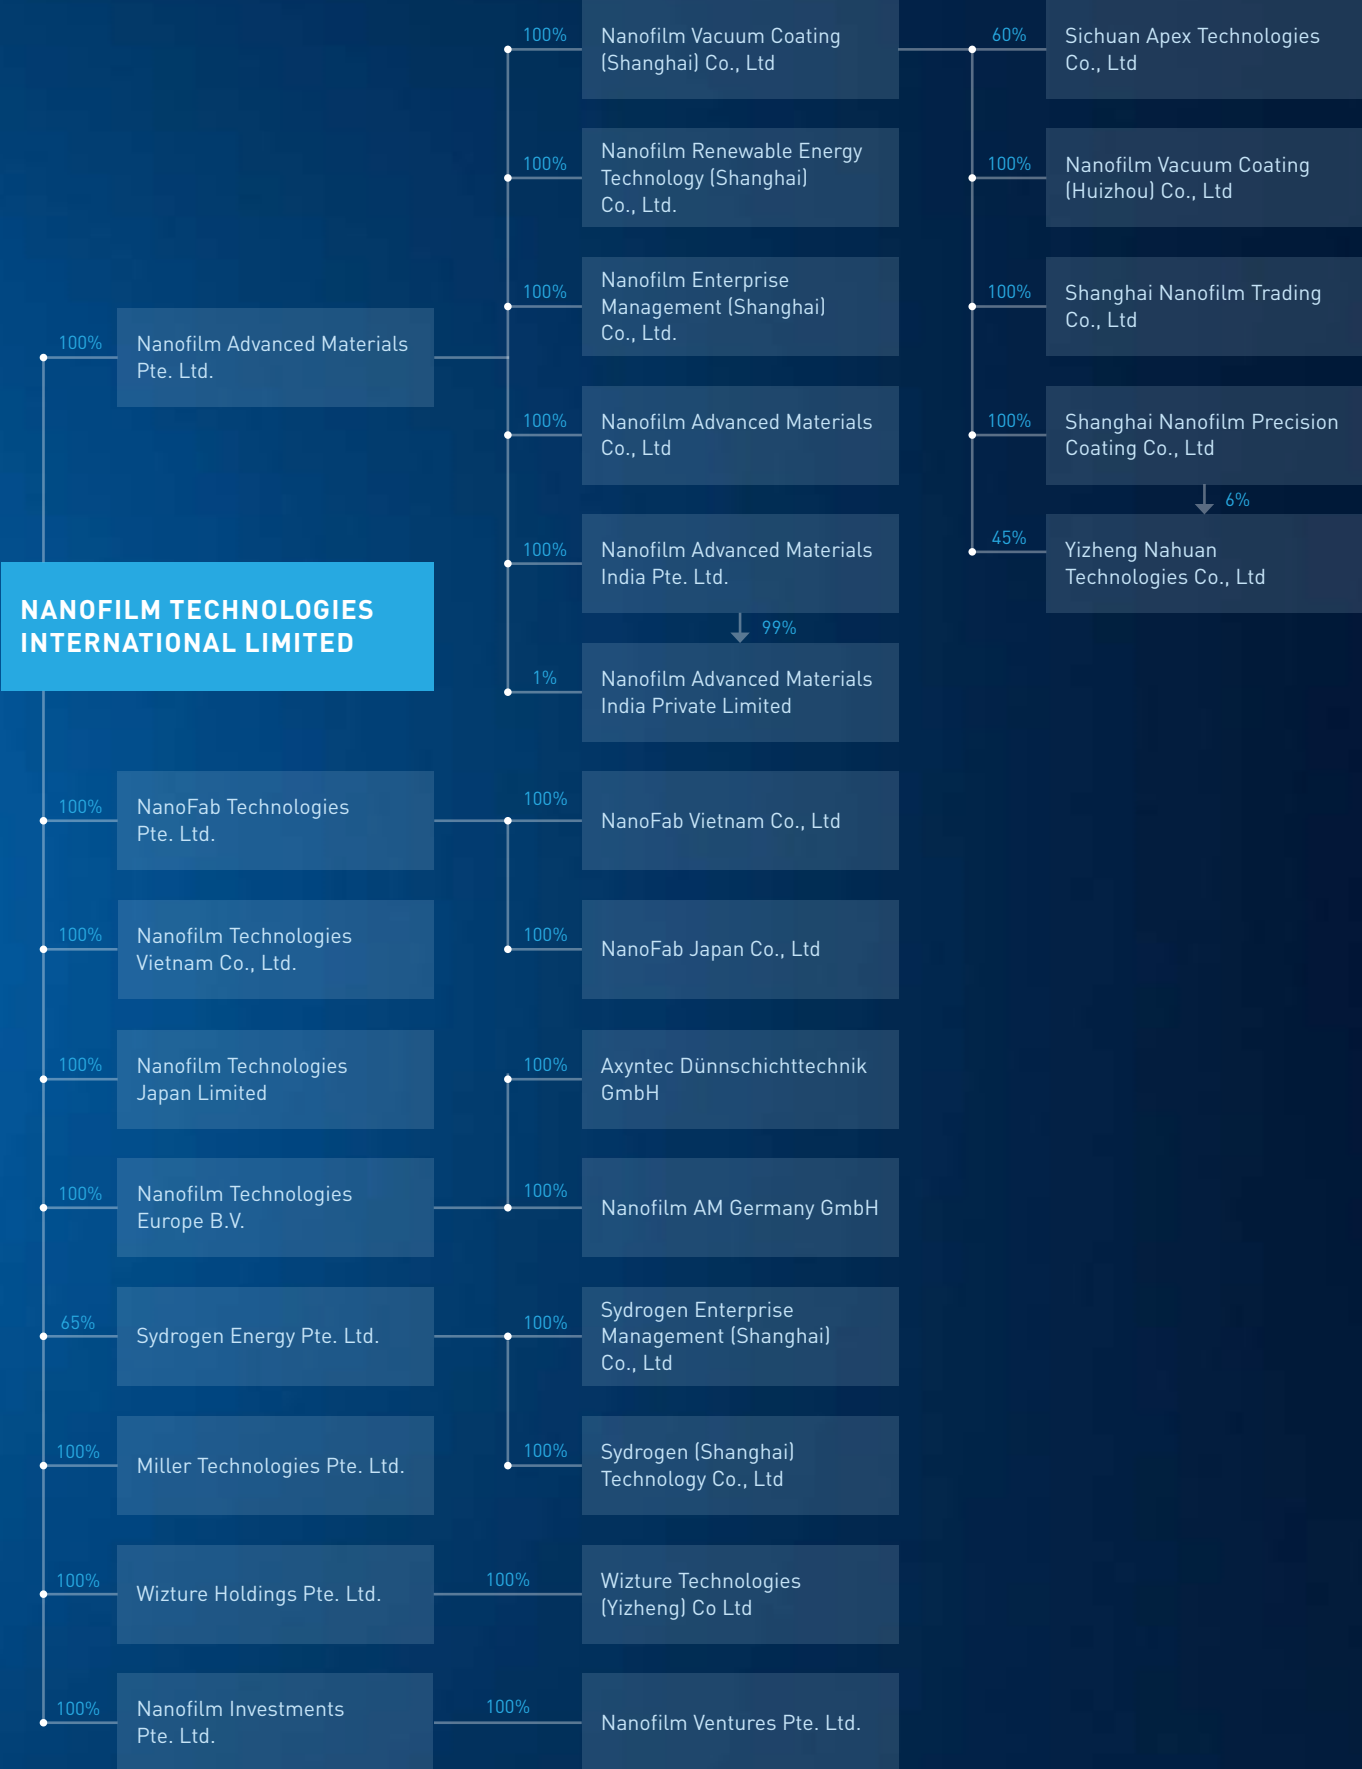 NANOFILM TECHNOLOGIES
INTERNATIONAL LIMITED
100%
Nanofilm Advanced Materials
Pte. Ltd.
100%
Nanofilm Vacuum Coating
(Shanghai) Co., Ltd
60%
Sichuan Apex Technologies
Co., Ltd
100%
Nanofilm Vacuum Coating
(Huizhou) Co., Ltd
100%
Shanghai Nanofilm Trading
Co., Ltd
100%
Shanghai Nanofilm Precision
Coating Co., Ltd
6%
45%
Yizheng Nahuan
Technologies Co., Ltd
100%
Nanofilm Renewable Energy
Technology (Shanghai)
Co., Ltd.
100%
Nanofilm Enterprise
Management (Shanghai)
Co., Ltd.
100%
Nanofilm Advanced Materials
Co., Ltd
100%
Nanofilm Advanced Materials
India Pte. Ltd.
99%
1%
Nanofilm Advanced Materials
India Private Limited
100%
NanoFab Technologies
Pte. Ltd.
100%
NanoFab Vietnam Co., Ltd
100%
NanoFab Japan Co., Ltd
100%
Nanofilm Technologies
Vietnam Co., Ltd.
100%
Nanofilm Technologies
Japan Limited
100%
Nanofilm Technologies
Europe B.V.
100%
Axyntec Dünnschichttechnik
GmbH
100%
Nanofilm AM Germany GmbH
65%
Sydrogen Energy Pte. Ltd.
100%
Sydrogen Enterprise
Management (Shanghai)
Co., Ltd
100%
Sydrogen (Shanghai)
Technology Co., Ltd
100%
Miller Technologies Pte. Ltd.
100%
Wizture Holdings Pte. Ltd.
100%
Wizture Technologies
(Yizheng) Co Ltd
100%
Nanofilm Investments
Pte. Ltd.
100%
Nanofilm Ventures Pte. Ltd.